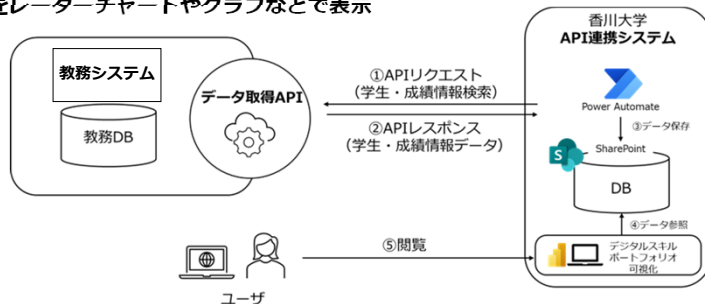 をレーダーチャートやグラフなどで表示
香川大学
API連携システム
教務システム
教務DB
データ取得API
①APIリクエスト
（学生・成績情報検索）
②APIレスポンス
（学生・成績情報データ）
Power Automate
③データ保存
SharePoint
DB
④データ参照
デジタルスキル
ポートフォリオ
可視化
⑤閲覧
ユーザ